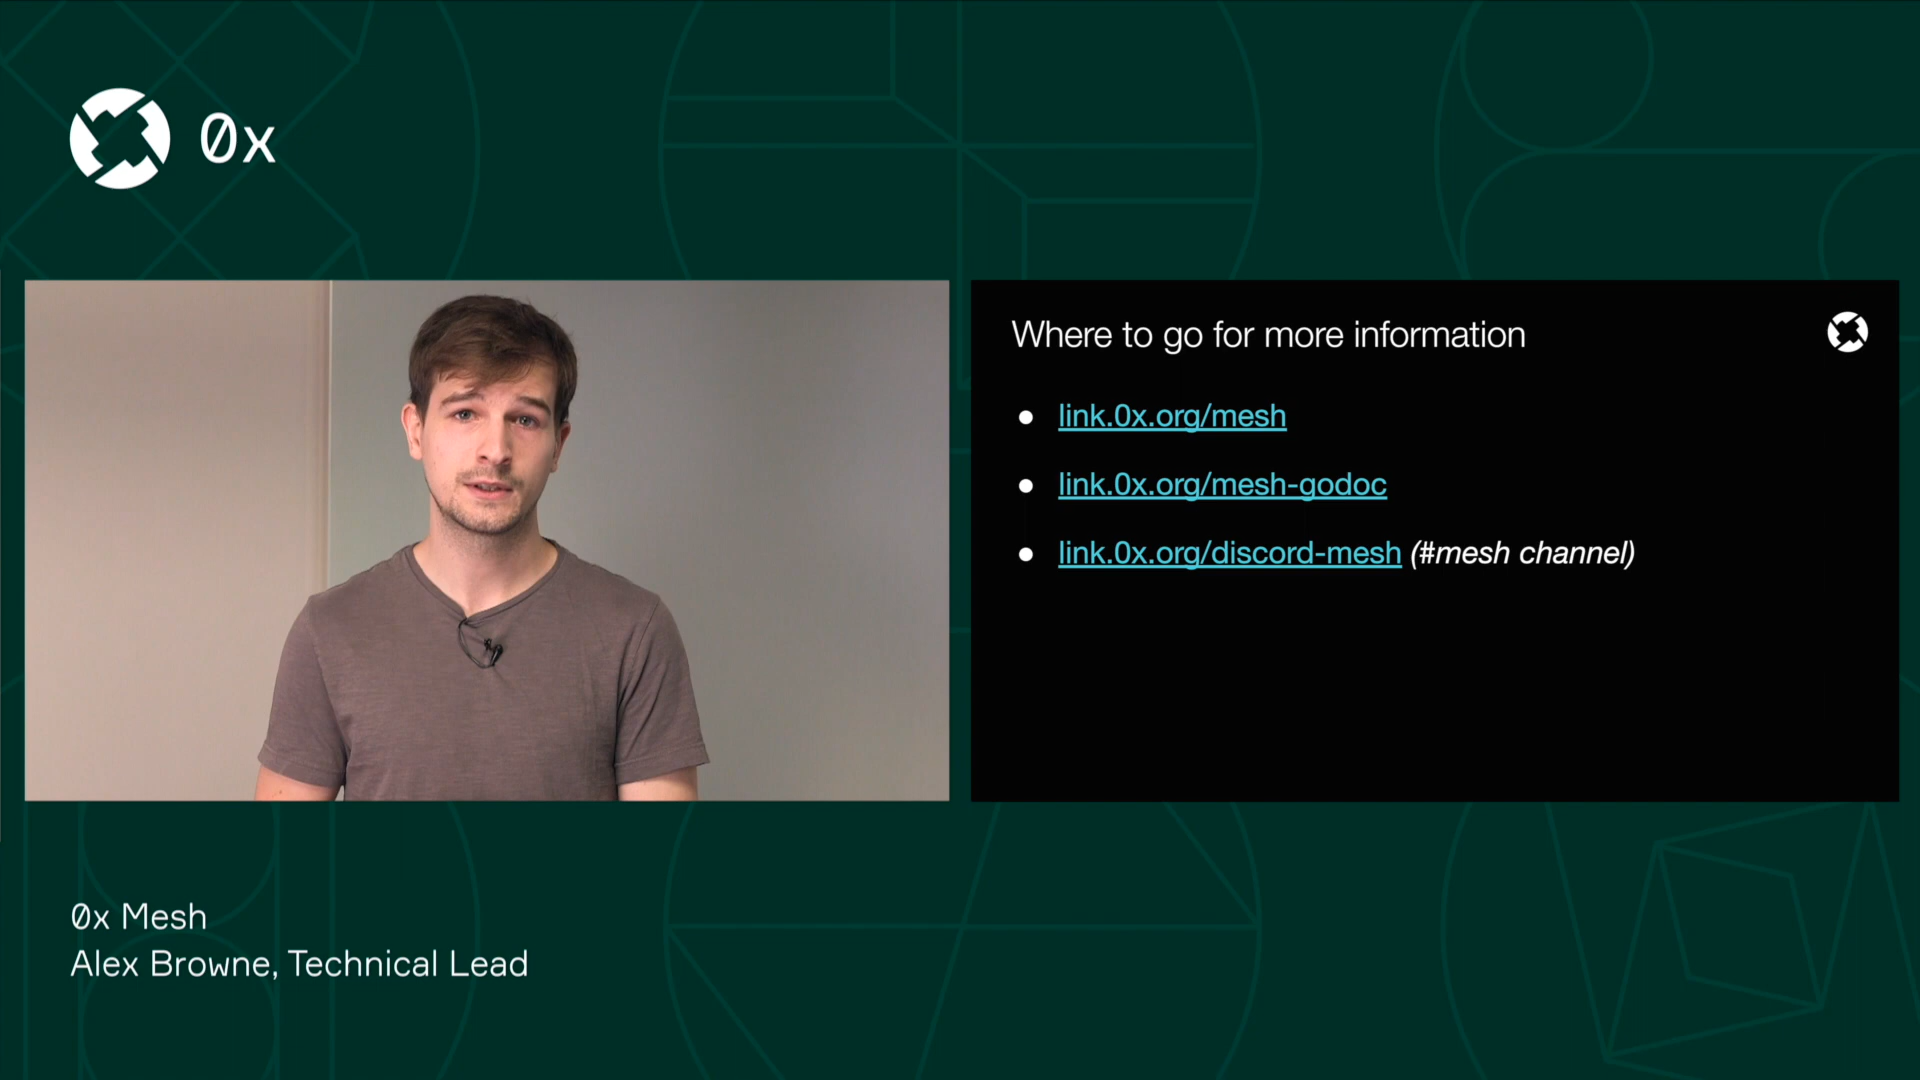 0x
Where to go for more information
link.0x.org/mesh
link.0x.org/mesh-godoc
link.0x.org/discord-mesh (#mesh channel)
0x Mesh
Alex Browne, Technical Lead